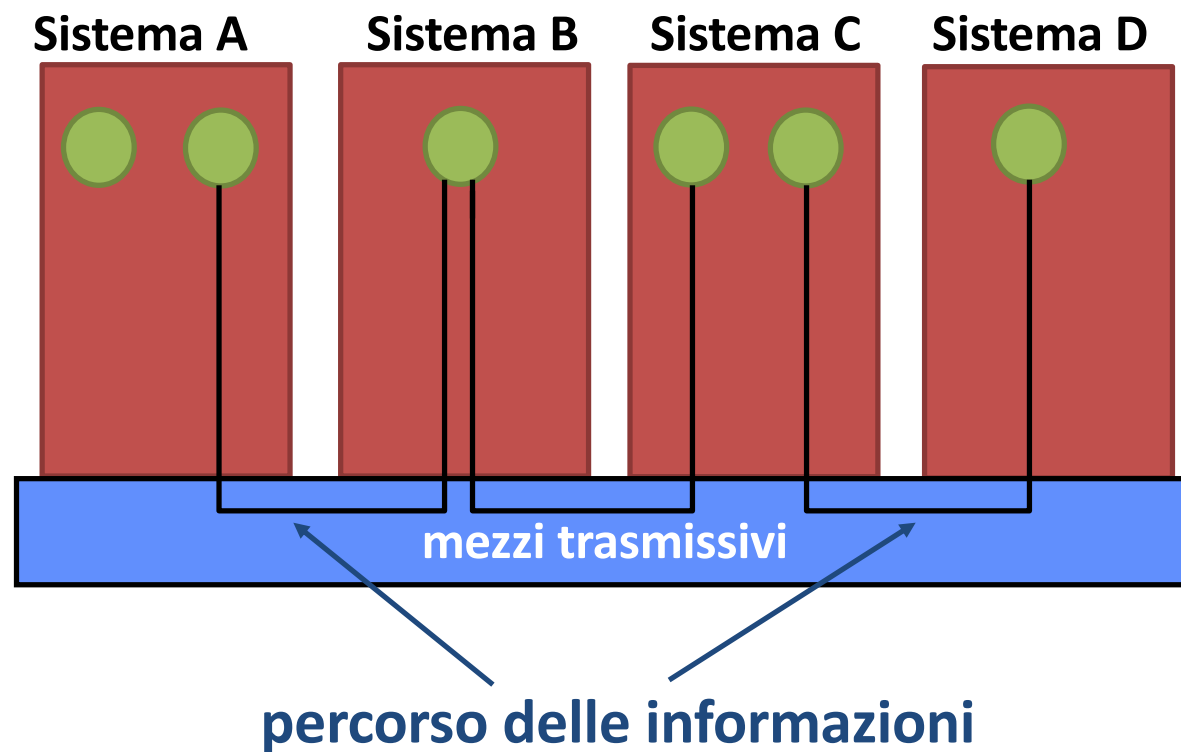 Sistema A Sistema B Sistema C Sistema D
mezzi trasmissivi
percorso delle informazioni